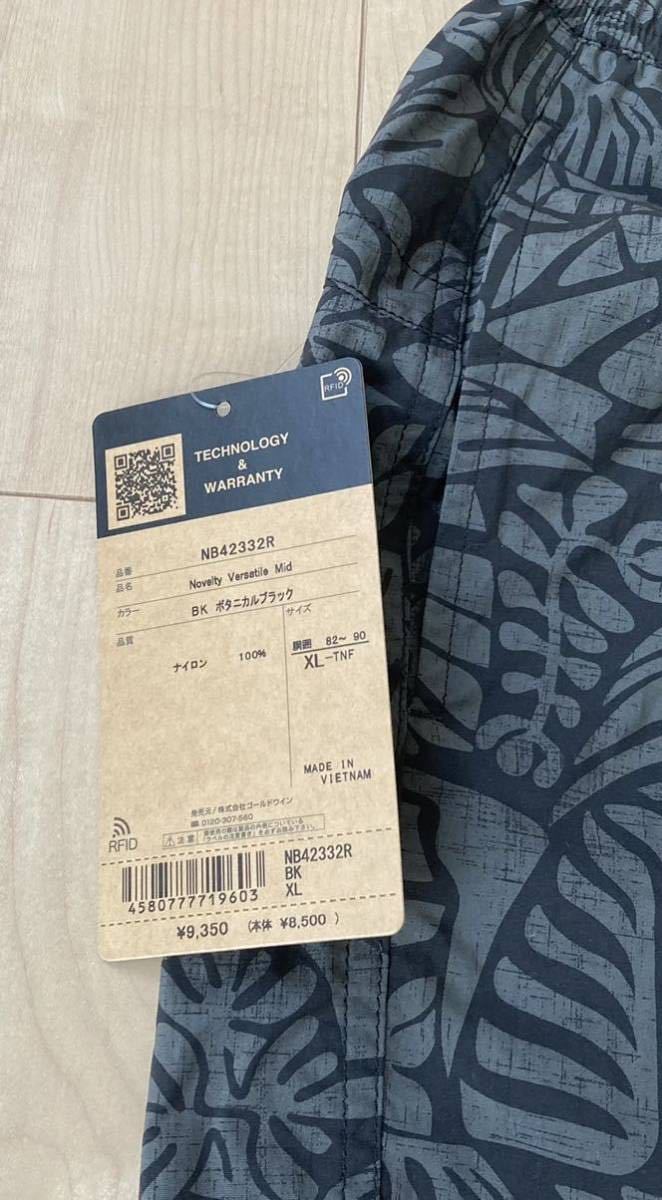 RFID
TECHNOLOGY
&
WARRANTY
品番 NB42332R
品名 Novelty Versatile Mid
カラー BK ボタニカルブラック
品質 サイズ
ナイロン 100%
胴囲 82~ 90
XL-TNF
MADE IN
VIETNAM
発売元/株式会社ゴールドウイン
☎0120-307-560
RFID
⚠注意
NB42332R
BK
XL
4580777719603
¥9,350 (本体 ¥8,500 )